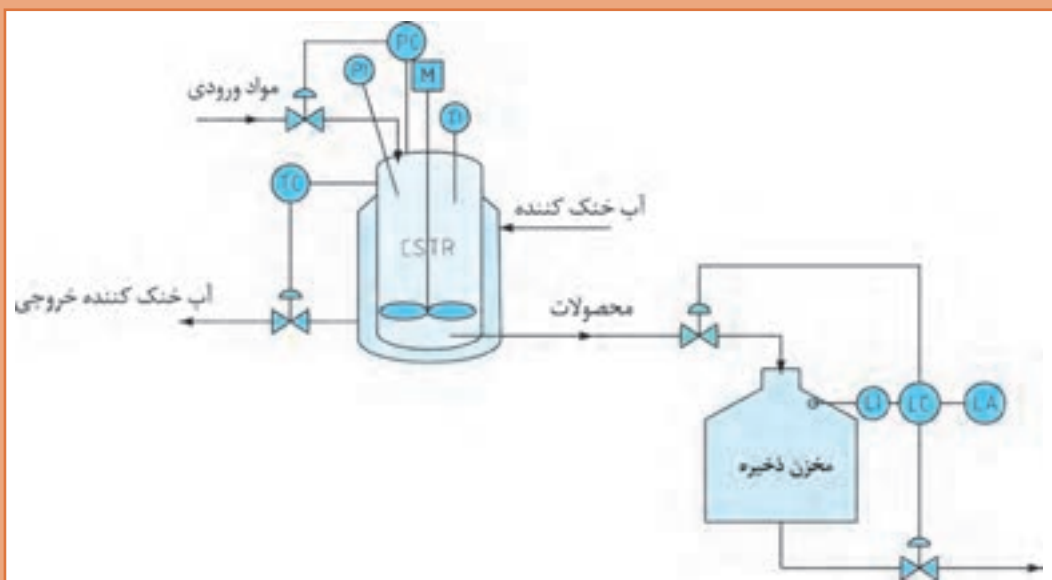 PC
PI
M
مواد ورودی
TI
TC
آب خنک کننده
CSTR
آب خنک کننده خروجی
محصولات
LI
LC
LA
مخزن ذخیره